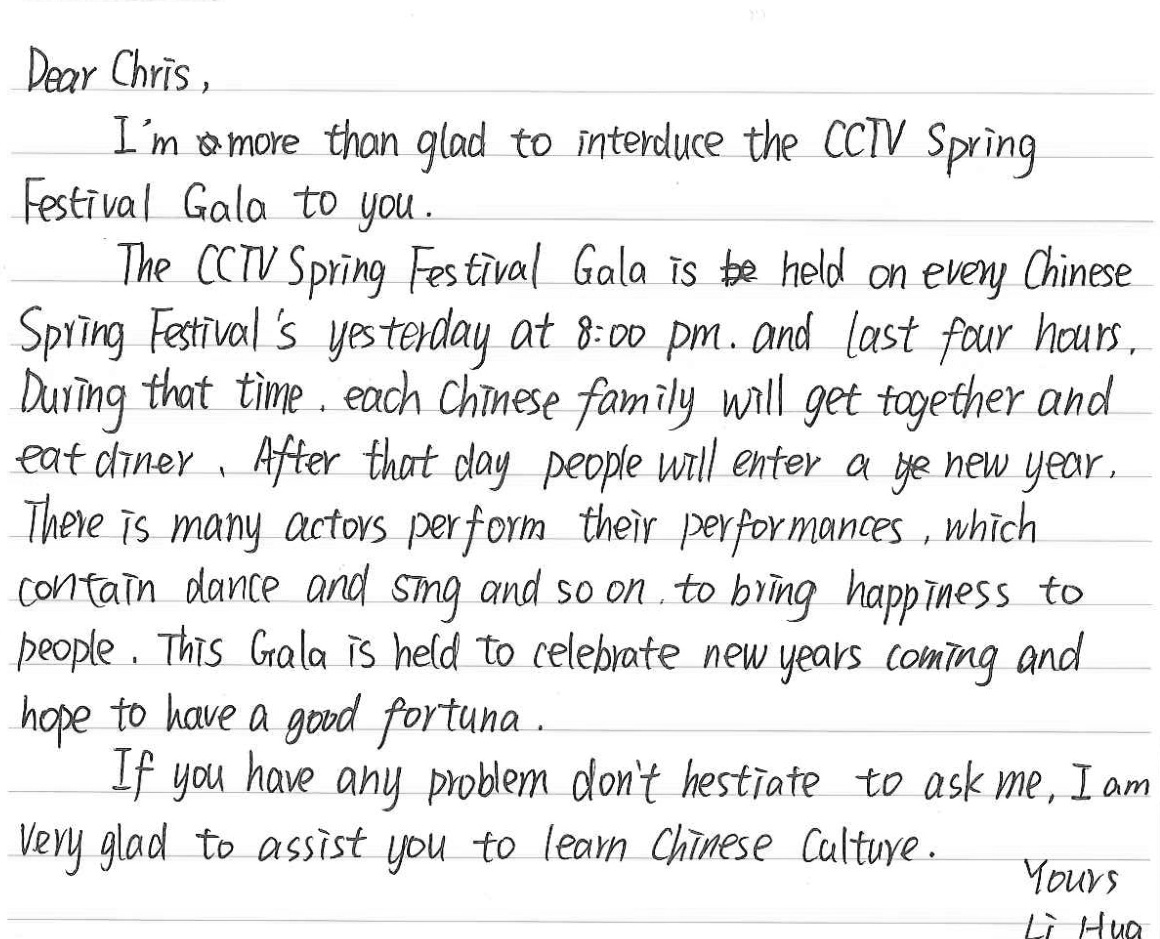 Dear Chris,
I'm more than glad to interduce the CCTV Spring
Festival Gala to you.
The CCTV Spring Festival Gala is held on every Chinese
Spring Festival's yesterday at 8:00 pm. and last four hours.
During that time. each Chinese family will get together and
eat diner. After that day people will enter a new year.
There is many actors perform their performances, which
contain dance and sing and so on. to bring happiness to
people. This Gala is held to celebrate new years coming and
hope to have a good fortuna.
If you have any problem don't hestiate to ask me, I am
very glad to assist you to learn Chinese Culture.
Yours
Li Hua